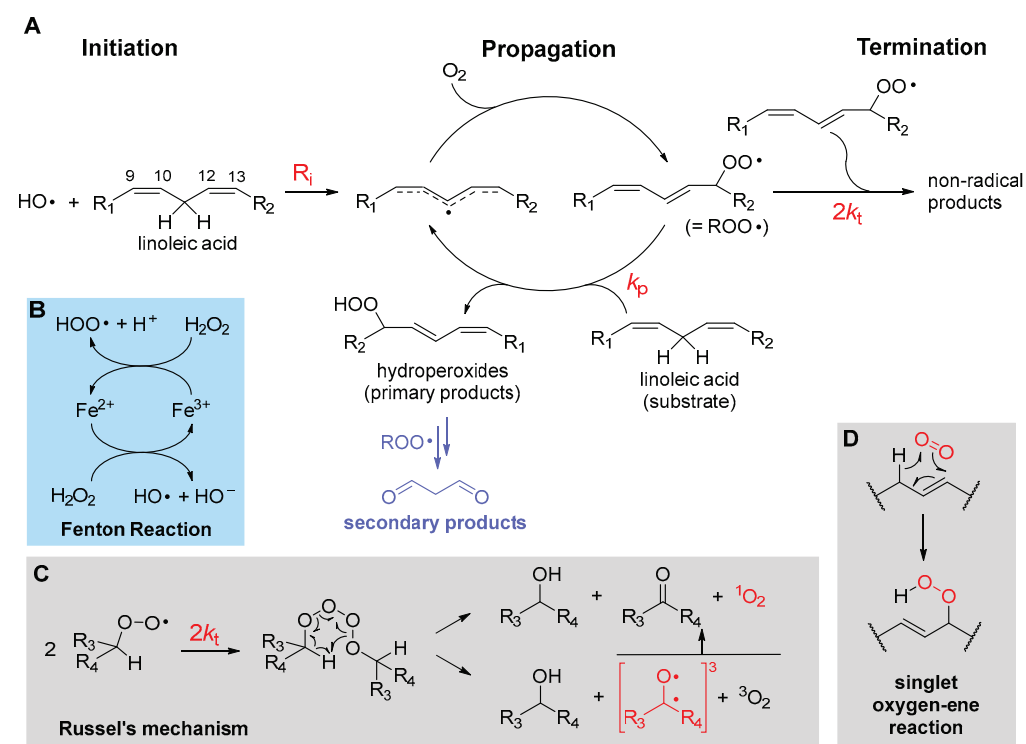 A
Initiation
Propagation
Termination
O₂
OO•
R₁
R₂
9 10 12 13
HO• + R₁ R₂
H H
linoleic acid
Rᵢ
R₁ R₂
•
OO•
R₁
R₂
(= ROO•)
2kₜ
non-radical
products
kₚ
HOO
R₂ R₁
hydroperoxides
(primary products)
R₁ R₂
H H
linoleic acid
(substrate)
ROO•
O O
secondary products
B
HOO• + H⁺ H₂O₂
Fe²⁺ Fe³⁺
H₂O₂ HO• + HO⁻
Fenton Reaction
C
2
O–O•
R₃
R₄ H
2kₜ
O O O O
R₃
R₄ H
H
R₄
R₃
OH
R₃ R₄
+
O
R₃ R₄
+ ¹O₂
OH
R₃ R₄
+
O•
•
R₃ R₄
3
+ ³O₂
Russel's mechanism
D
H O=O
H O O
singlet
oxygen-ene
reaction